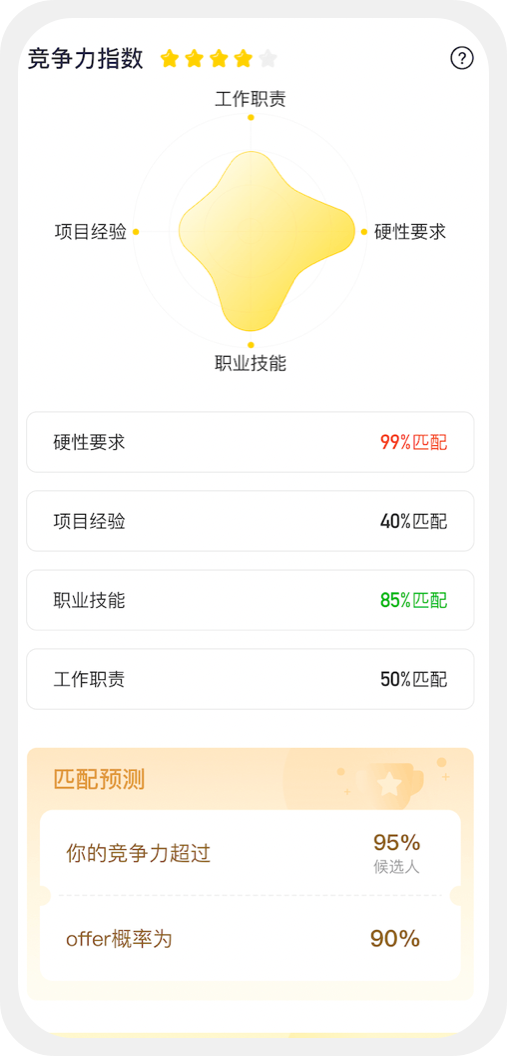 竞争力指数
?
工作职责
项目经验
硬性要求
职业技能
硬性要求 99%匹配
项目经验 40%匹配
职业技能 85%匹配
工作职责 50%匹配
匹配预测
你的竞争力超过 95%
候选人
offer概率为 90%